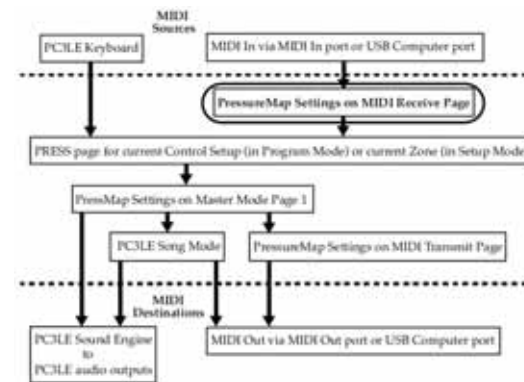 MIDI
Sources
PC3LE Keyboard
MIDI In via MIDI In port or USB Computer port
PressureMap Settings on MIDI Receive Page
PRESS page for current Control Setup (in Program Mode) or current Zone (in Setup Mode
PressMap Settings on Master Mode Page 1
PC3LE Song Mode
PressureMap Settings on MIDI Transmit Page
MIDI
Destinations
PC3LE Sound Engine
to
PC3LE audio outputs
MIDI Out via MIDI Out port or USB Computer port